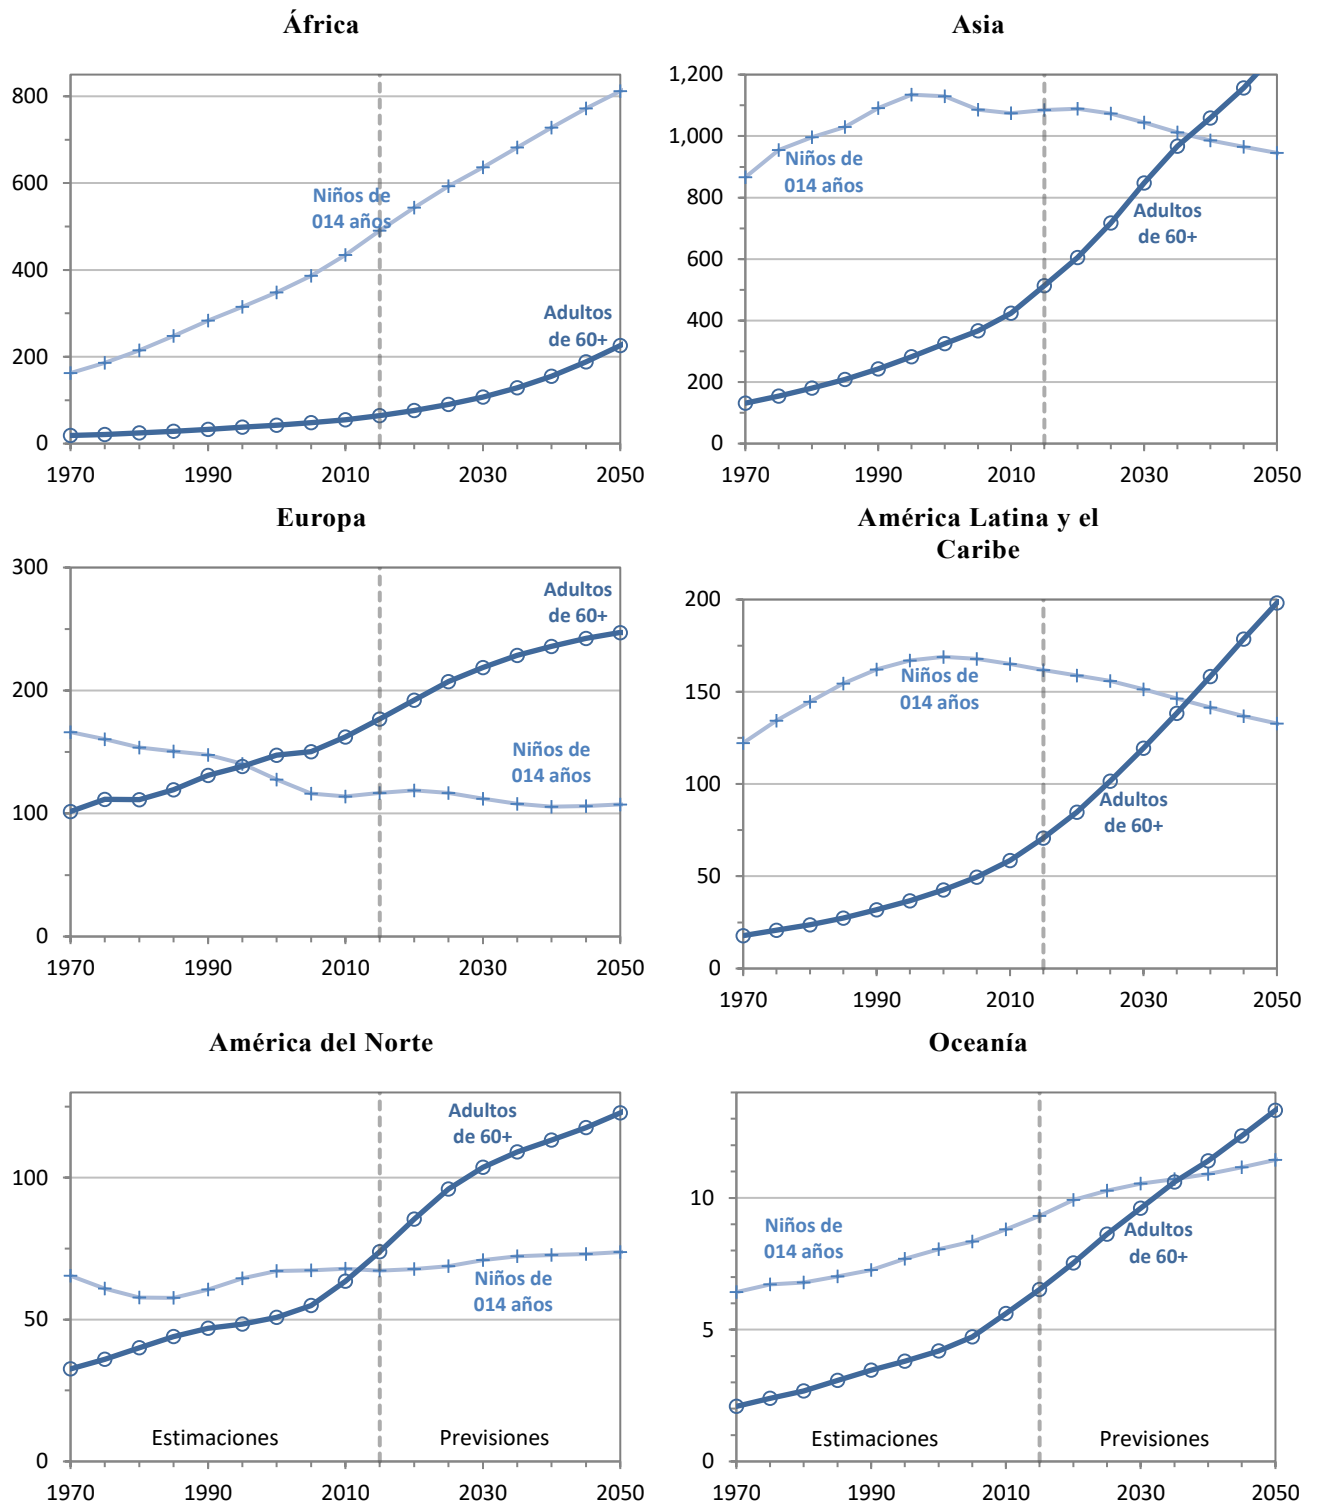 África
800
600
400
200
0
Niños de
014 años
Adultos
de 60+
1970 1990 2010 2030 2050
Asia
1,200
1,000
800
600
400
200
0
Niños de
014 años
Adultos
de 60+
1970 1990 2010 2030 2050
Europa
300
200
100
0
Adultos
de 60+
Niños de
014 años
1970 1990 2010 2030 2050
América Latina y el
Caribe
200
150
100
50
0
Niños de
014 años
Adultos
de 60+
1970 1990 2010 2030 2050
América del Norte
100
50
0
Adultos
de 60+
Niños de
014 años
Estimaciones Previsiones
1970 1990 2010 2030 2050
Oceanía
10
5
0
Niños de
014 años
Adultos
de 60+
Estimaciones Previsiones
1970 1990 2010 2030 2050